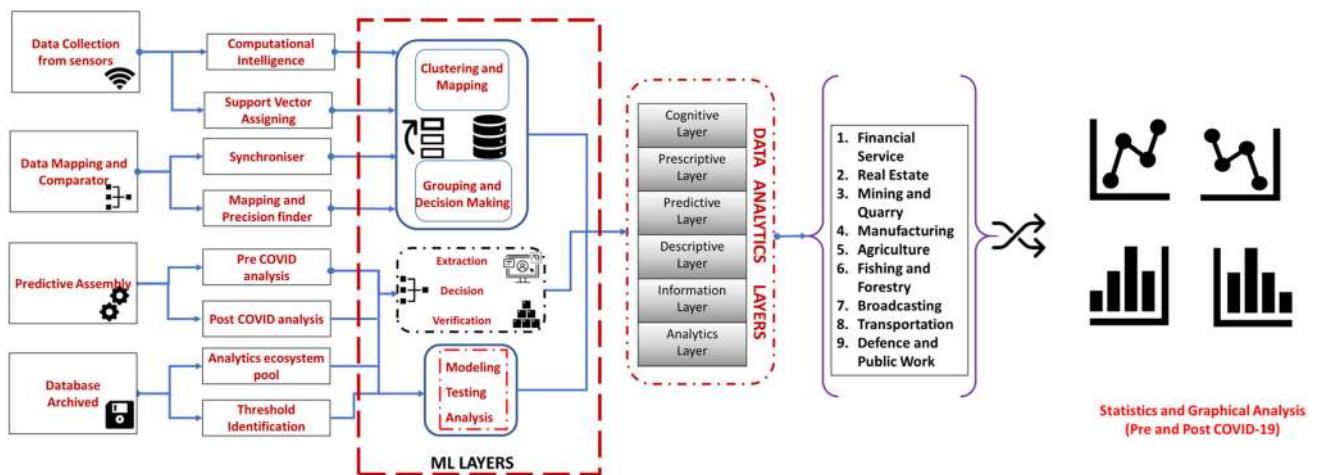 Data Collection
from sensors
Computational
Intelligence
Support Vector
Assigning
Data Mapping and
Comparator
Synchroniser
Mapping and
Precision finder
Predictive Assembly
Pre COVID
analysis
Post COVID analysis
Database
Archived
Analytics ecosystem
pool
Threshold
Identification
Clustering and
Mapping
Grouping and
Decision Making
Extraction
Decision
Verification
Modeling
Testing
Analysis
ML LAYERS
Cognitive
Layer
Prescriptive
Layer
Predictive
Layer
Descriptive
Layer
Information
Layer
Analytics
Layer
DATA ANALYTICS LAYERS
1. Financial
Service
2. Real Estate
3. Mining and
Quarry
4. Manufacturing
5. Agriculture
6. Fishing and
Forestry
7. Broadcasting
8. Transportation
9. Defence and
Public Work
Statistics and Graphical Analysis
(Pre and Post COVID-19)